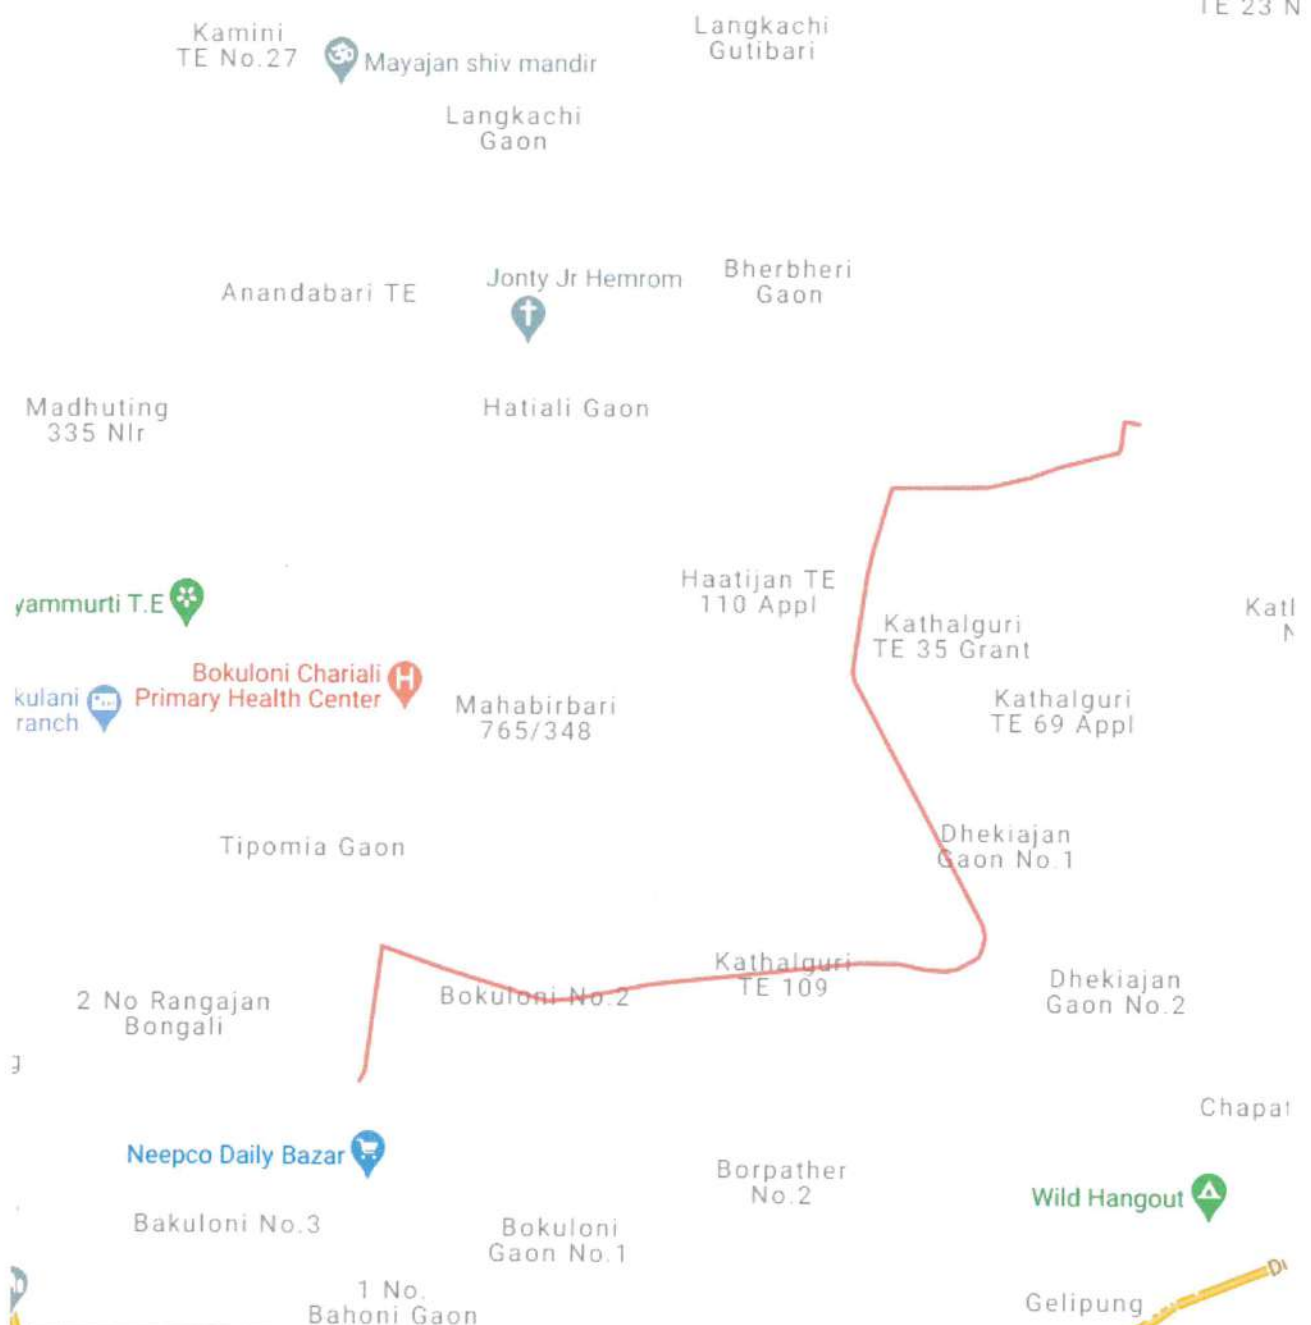 TE 23 N
Kamini
TE No.27
Mayajan shiv mandir
Langkachi
Gutibari
Langkachi
Gaon
Anandabari TE
Jonty Jr Hemrom
Bherbheri
Gaon
Madhuting
335 Nlr
Hatiali Gaon
Haatijan TE
110 Appl
yammurti T.E
Kathalguri
TE 35 Grant
Bokuloni Chariali
Primary Health Center
kulani
ranch
Mahabirbari
765/348
Kathalguri
TE 69 Appl
Tipomia Gaon
Dhekiajan
Gaon No.1
Kathalguri
TE 109
2 No Rangajan
Bongali
Bokuloni No.2
Dhekiajan
Gaon No.2
Neepco Daily Bazar
Borpather
No.2
Wild Hangout
Bakuloni No.3
Bokuloni
Gaon No.1
1 No.
Bahoni Gaon
Gelipung